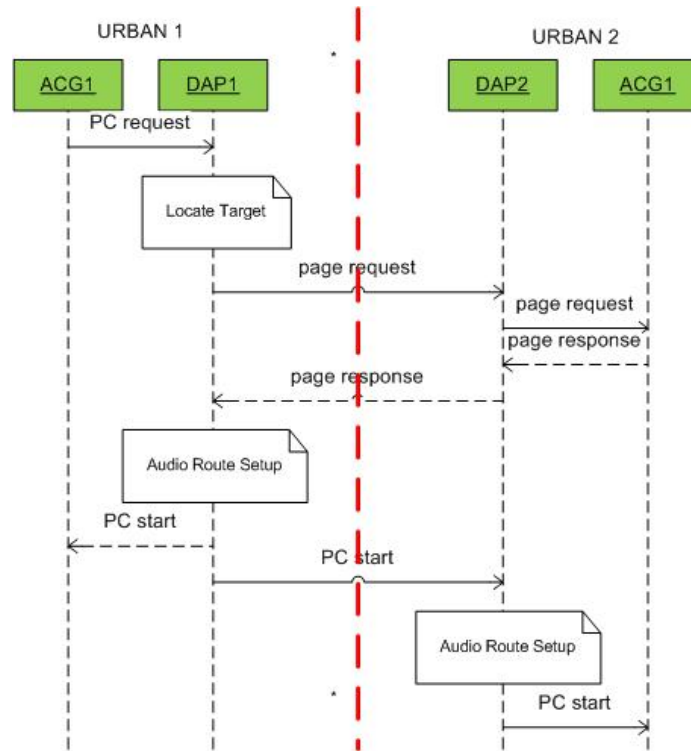 URBAN 1
URBAN 2
*
ACG1
DAP1
DAP2
ACG1
PC request
Locate Target
page request
page request
page response
page response
Audio Route Setup
PC start
PC start
Audio Route Setup
*
PC start